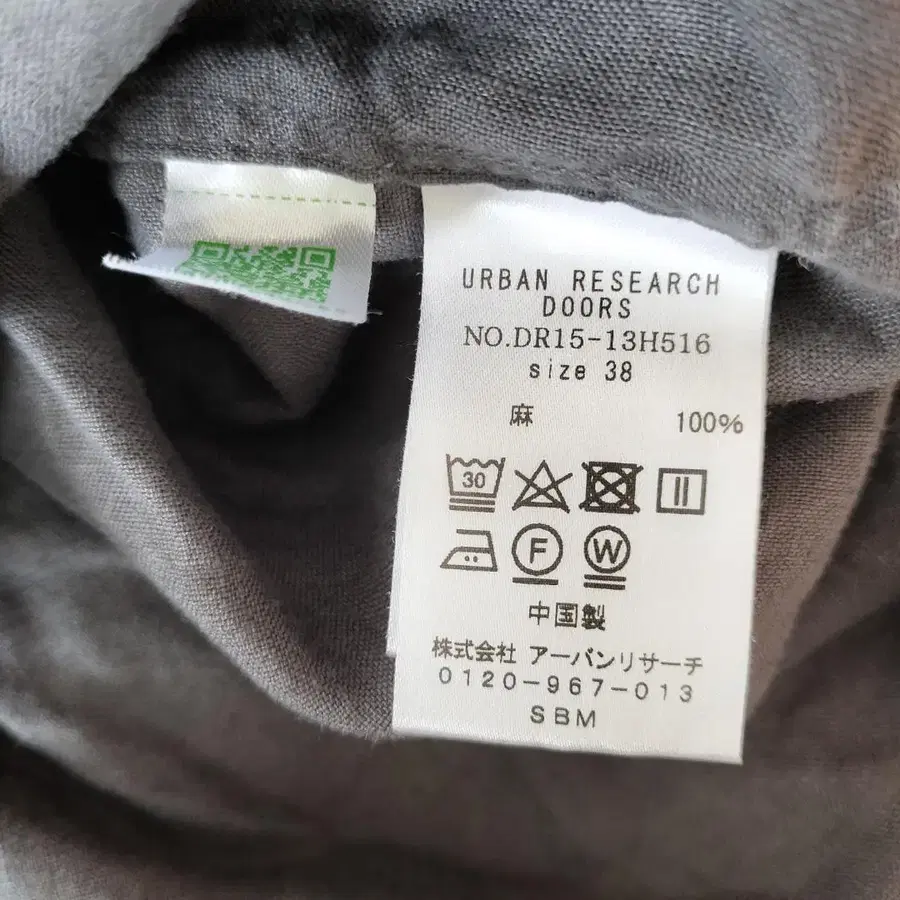 URBAN RESEARCH
DOORS
NO.DR15-13H516
size 38
麻 100%
30
F W
中国製
株式会社 アーバンリサーチ
0120-967-013
SBM